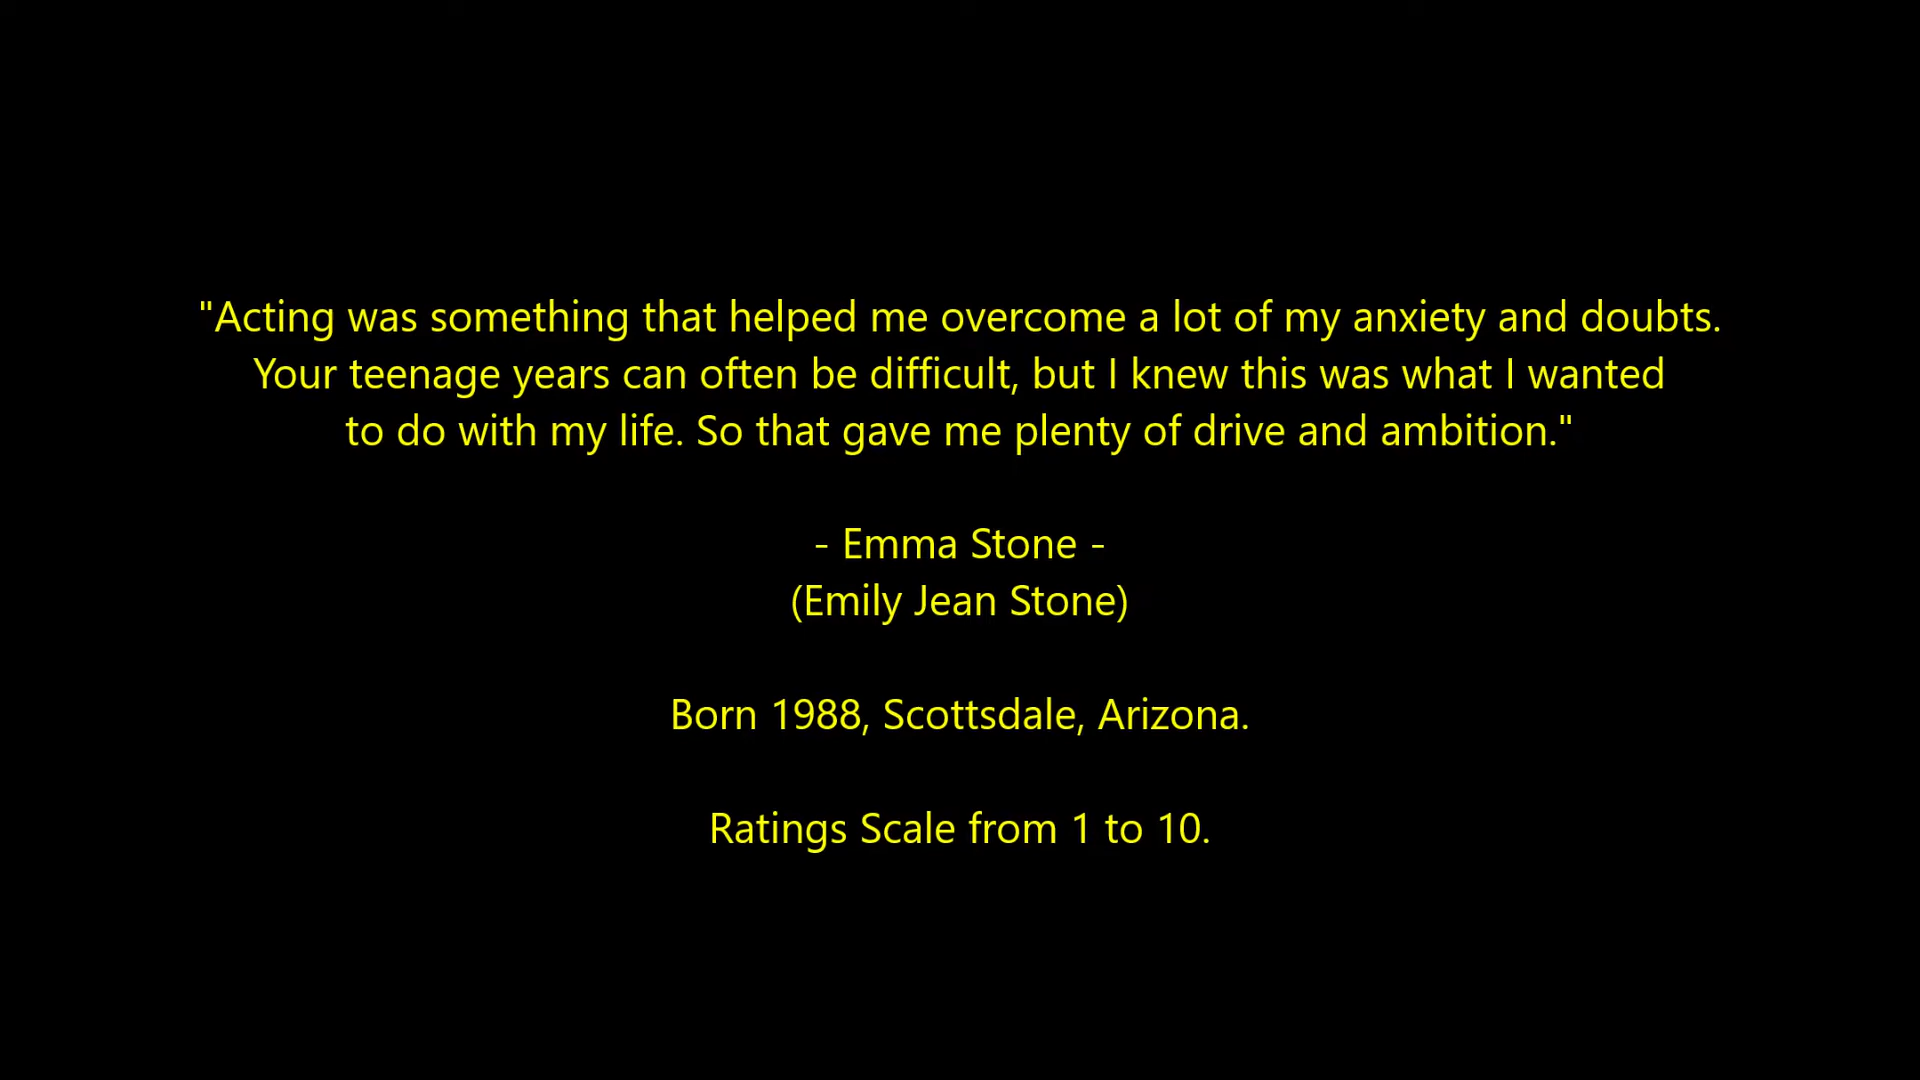 "Acting was something that helped me overcome a lot of my anxiety and doubts.
Your teenage years can often be difficult, but I knew this was what I wanted
to do with my life. So that gave me plenty of drive and ambition."
- Emma Stone -
(Emily Jean Stone)
Born 1988, Scottsdale, Arizona.
Ratings Scale from 1 to 10.